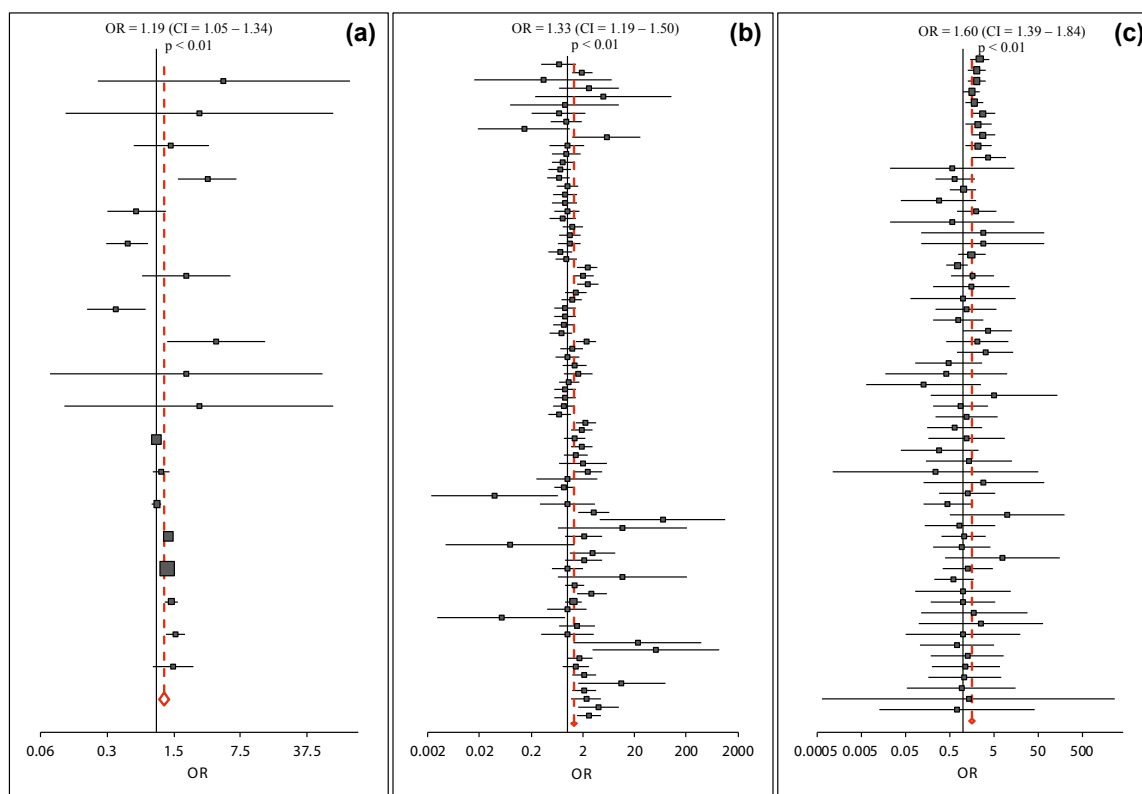 OR = 1.19 (CI = 1.05 – 1.34)
p < 0.01
(a)
0.06 0.3 1.5 7.5 37.5
OR
OR = 1.33 (CI = 1.19 – 1.50)
p < 0.01
(b)
0.002 0.02 0.2 2 20 200 2000
OR
OR = 1.60 (CI = 1.39 – 1.84)
p < 0.01
(c)
0.0005 0.005 0.05 0.5 5 50 500
OR